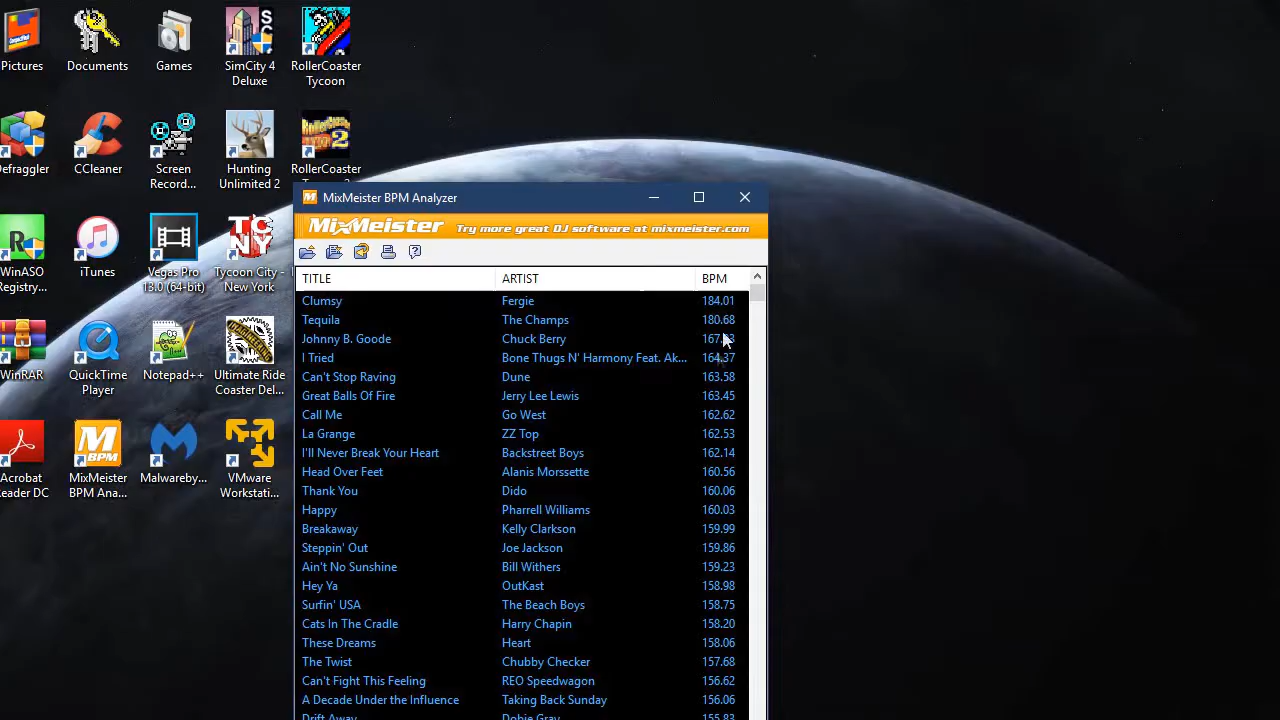 Pictures
Documents
Games
SimCity 4
Deluxe
RollerCoaster
Tycoon
Defraggler
CCleaner
Screen
Record...
Hunting
Unlimited 2
RollerCoaster
WinASO
Registry...
iTunes
Vegas Pro
13.0 (64-bit)
Tycoon City -
New York
WinRAR
QuickTime
Player
Notepad++
Ultimate Ride
Coaster Del...
Acrobat
Reader DC
MixMeister
BPM Ana...
Malwareby...
VMware
Workstati...
MixMeister BPM Analyzer
MixMeister Try more great DJ software at mixmeister.com
TITLE ARTIST BPM
Clumsy Fergie 184.01
Tequila The Champs 180.68
Johnny B. Goode Chuck Berry
I Tried Bone Thugs N' Harmony Feat. Ak... 164.37
Can't Stop Raving Dune 163.58
Great Balls Of Fire Jerry Lee Lewis 163.45
Call Me Go West 162.62
La Grange ZZ Top 162.53
I'll Never Break Your Heart Backstreet Boys 162.14
Head Over Feet Alanis Morssette 160.56
Thank You Dido 160.06
Happy Pharrell Williams 160.03
Breakaway Kelly Clarkson 159.99
Steppin' Out Joe Jackson 159.86
Ain't No Sunshine Bill Withers 159.23
Hey Ya OutKast 158.98
Surfin' USA The Beach Boys 158.75
Cats In The Cradle Harry Chapin 158.20
These Dreams Heart 158.06
The Twist Chubby Checker 157.68
Can't Fight This Feeling REO Speedwagon 156.62
A Decade Under the Influence Taking Back Sunday 156.06
Drift Away Dobie Gray 155.83